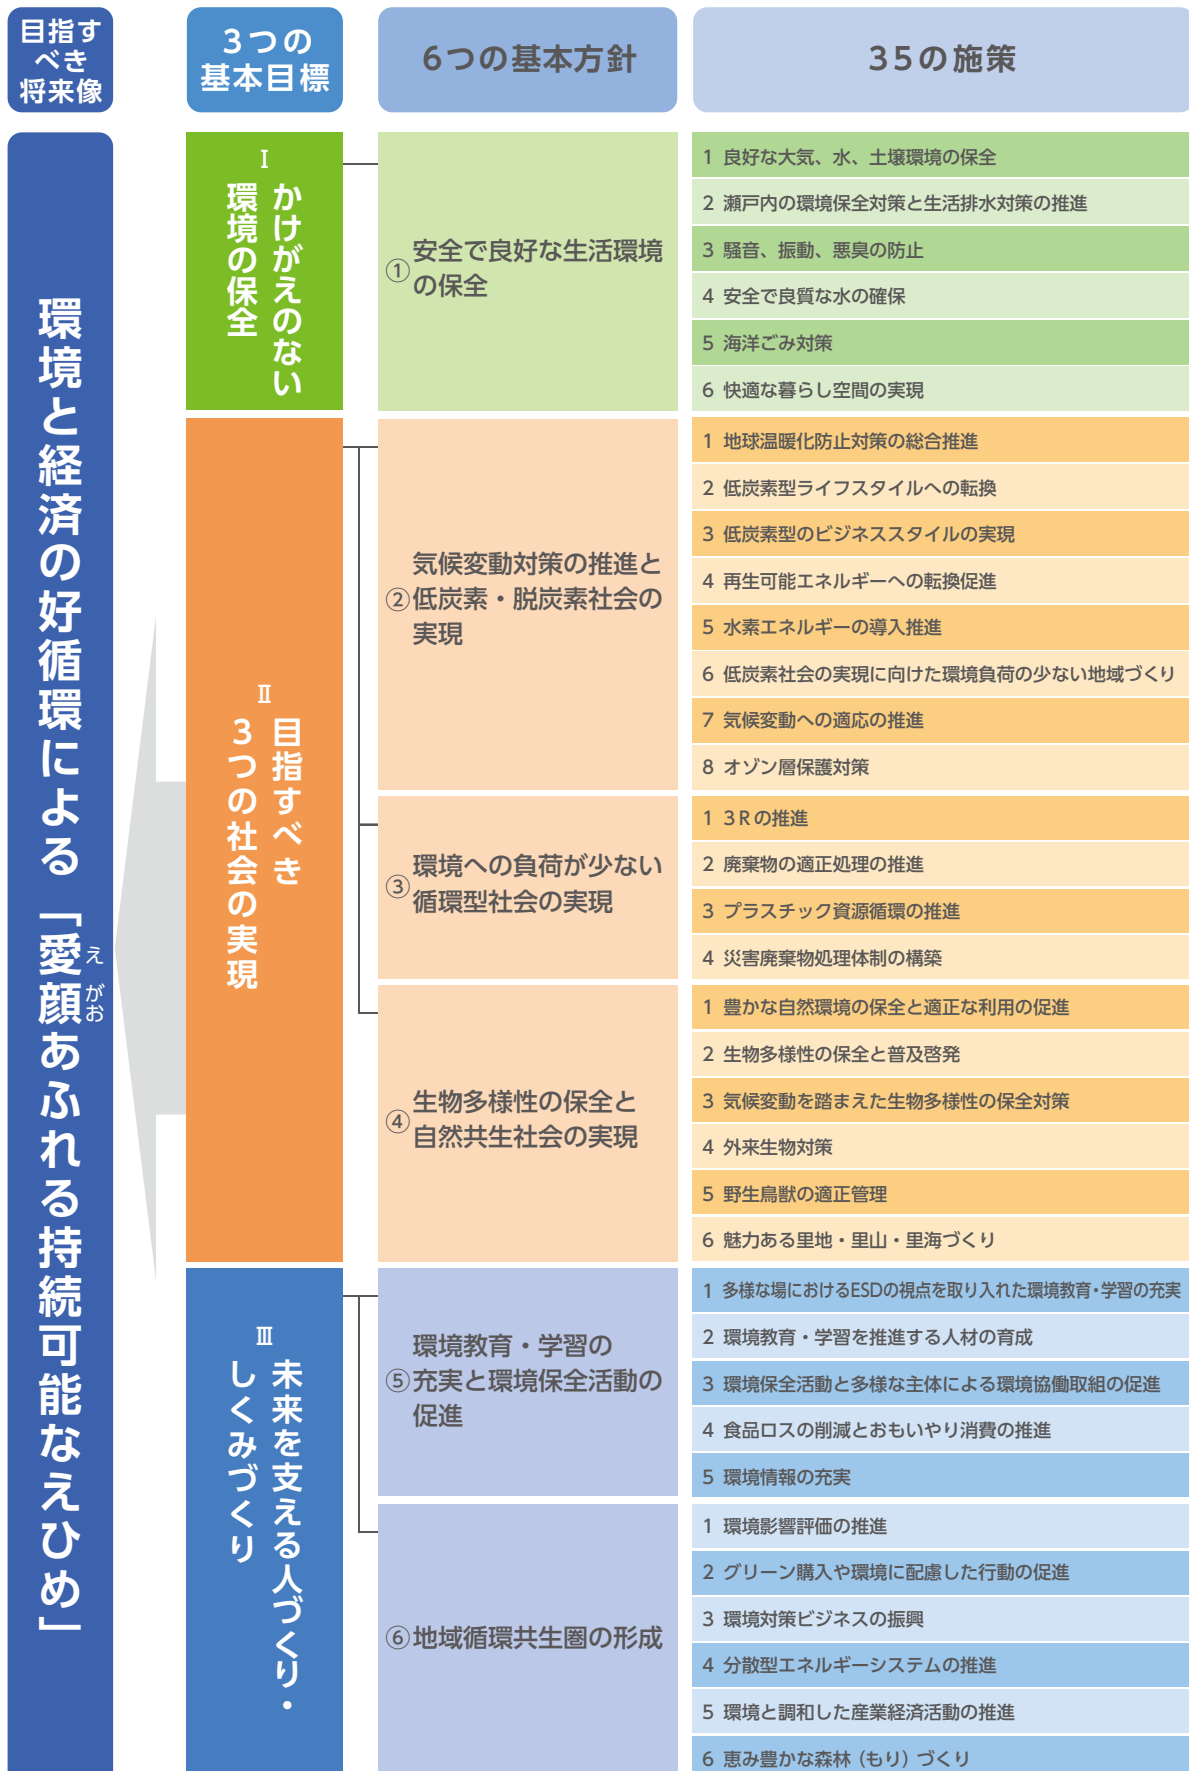 目指す
べき
将来像
3つの
基本目標
6つの基本方針
35の施策
環境と経済の好循環による「愛顔あふれる持続可能なえひめ」
え
がお
Ⅰ
かけがえのない
環境の保全
①安全で良好な生活環境
の保全
1 良好な大気、水、土壌環境の保全
2 瀬戸内の環境保全対策と生活排水対策の推進
3 騒音、振動、悪臭の防止
4 安全で良質な水の確保
5 海洋ごみ対策
6 快適な暮らし空間の実現
Ⅱ
目指すべき
3つの社会の実現
気候変動対策の推進と
②低炭素・脱炭素社会の
実現
1 地球温暖化防止対策の総合推進
2 低炭素型ライフスタイルへの転換
3 低炭素型のビジネススタイルの実現
4 再生可能エネルギーへの転換促進
5 水素エネルギーの導入推進
6 低炭素社会の実現に向けた環境負荷の少ない地域づくり
7 気候変動への適応の推進
8 オゾン層保護対策
③環境への負荷が少ない
循環型社会の実現
1 3Rの推進
2 廃棄物の適正処理の推進
3 プラスチック資源循環の推進
4 災害廃棄物処理体制の構築
④生物多様性の保全と
自然共生社会の実現
1 豊かな自然環境の保全と適正な利用の促進
2 生物多様性の保全と普及啓発
3 気候変動を踏まえた生物多様性の保全対策
4 外来生物対策
5 野生鳥獣の適正管理
6 魅力ある里地・里山・里海づくり
Ⅲ
未来を支える人づくり・
しくみづくり
環境教育・学習の
⑤充実と環境保全活動の
促進
1 多様な場におけるESDの視点を取り入れた環境教育・学習の充実
2 環境教育・学習を推進する人材の育成
3 環境保全活動と多様な主体による環境協働取組の促進
4 食品ロスの削減とおもいやり消費の推進
5 環境情報の充実
⑥地域循環共生圏の形成
1 環境影響評価の推進
2 グリーン購入や環境に配慮した行動の促進
3 環境対策ビジネスの振興
4 分散型エネルギーシステムの推進
5 環境と調和した産業経済活動の推進
6 恵み豊かな森林（もり）づくり